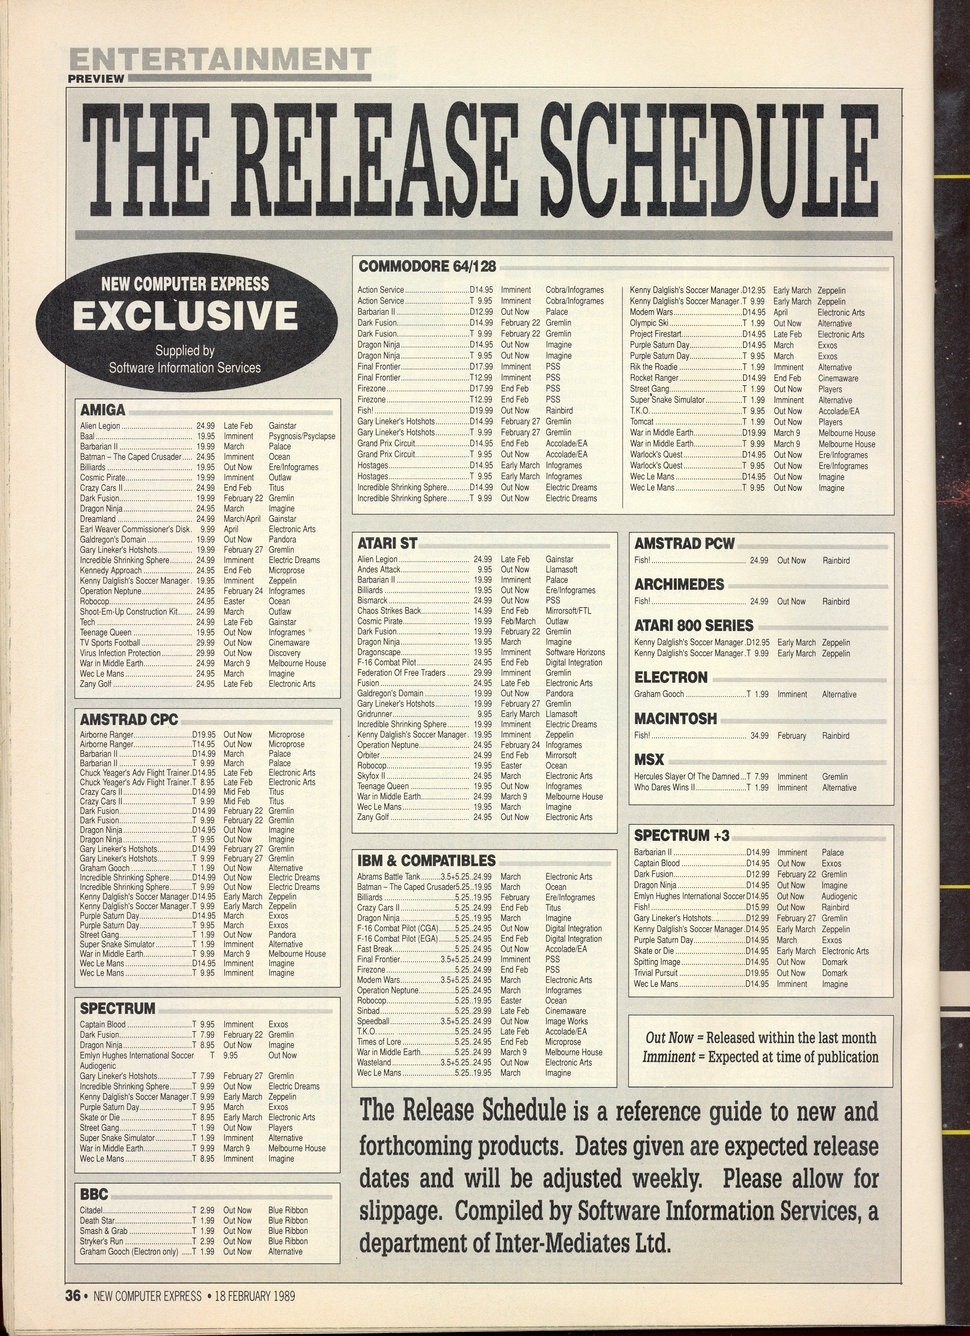 ENTERTAINMENT
PREVIEW
THE RELEASE SCHEDULE
NEW COMPUTER EXPRESS
EXCLUSIVE
Supplied by
Software Information Services
AMIGA
Alien Legion 24.99 Late Feb Gainstar
Baal 19.95 Imminent Psygnosis/Psyclapse
Barbarian II 19.99 March Palace
Batman – The Caped Crusader 24.95 Imminent Ocean
Billiards 19.95 Out Now Ere/Infogrames
Cosmic Pirate 19.99 Imminent Outlaw
Crazy Cars II 24.99 End Feb Titus
Dark Fusion 19.99 February 22 Gremlin
Dragon Ninja 24.95 March Imagine
Dreamland 24.99 March/April Gainstar
Earl Weaver Commissioner's Disk 9.99 April Electronic Arts
Galdregon's Domain 19.99 Out Now Pandora
Gary Lineker's Hotshots 19.99 February 27 Gremlin
Incredible Shrinking Sphere 24.99 Imminent Electric Dreams
Kennedy Approach 24.95 End Feb Microprose
Kenny Dalglish's Soccer Manager 19.95 Imminent Zeppelin
Operation Neptune 24.95 February 24 Infogrames
Robocop 24.95 Easter Ocean
Shoot-Em-Up Construction Kit 24.99 March Outlaw
Tech 24.99 Late Feb Gainstar
Teenage Queen 19.95 Out Now Infogrames
TV Sports Football 29.99 Out Now Cinemaware
Virus Infection Protection 29.99 Out Now Discovery
War in Middle Earth 24.99 March 9 Melbourne House
Wec Le Mans 24.95 March Imagine
Zany Golf 24.95 Late Feb Electronic Arts
AMSTRAD CPC
Airborne Ranger D19.95 Out Now Microprose
Airborne Ranger T14.95 Out Now Microprose
Barbarian II D14.99 March Palace
Barbarian II T 9.99 March Palace
Chuck Yeager's Adv Flight Trainer D14.95 Late Feb Electronic Arts
Chuck Yeager's Adv Flight Trainer T 8.95 Late Feb Electronic Arts
Crazy Cars II D14.99 Mid Feb Titus
Crazy Cars II T 9.99 Mid Feb Titus
Dark Fusion D14.99 February 22 Gremlin
Dark Fusion T 9.99 February 22 Gremlin
Dragon Ninja D14.95 Out Now Imagine
Dragon Ninja T 9.95 Out Now Imagine
Gary Lineker's Hotshots D14.99 February 27 Gremlin
Gary Lineker's Hotshots T 9.99 February 27 Gremlin
Graham Gooch T 1.99 Out Now Alternative
Incredible Shrinking Sphere D14.99 Out Now Electric Dreams
Incredible Shrinking Sphere T 9.99 Out Now Electric Dreams
Kenny Dalglish's Soccer Manager D14.95 Early March Zeppelin
Kenny Dalglish's Soccer Manager T 9.99 Early March Zeppelin
Purple Saturn Day D14.95 March Exxos
Purple Saturn Day T 9.95 March Exxos
Street Gang T 1.99 Out Now Pandora
Super Snake Simulator T 1.99 Imminent Alternative
War in Middle Earth T 9.99 March 9 Melbourne House
Wec Le Mans D14.95 Imminent Imagine
Wec Le Mans T 9.95 Imminent Imagine
SPECTRUM
Captain Blood T 9.95 Imminent Exxos
Dark Fusion T 7.99 February 22 Gremlin
Dragon Ninja T 8.95 Out Now Imagine
Emlyn Hughes International Soccer T 9.95 Out Now
Audiogenic
Gary Lineker's Hotshots T 7.99 February 27 Gremlin
Incredible Shrinking Sphere T 9.99 Out Now Electric Dreams
Kenny Dalglish's Soccer Manager T 9.99 Early March Zeppelin
Purple Saturn Day T 9.95 March Exxos
Skate or Die T 8.95 Early March Electronic Arts
Street Gang T 1.99 Out Now Players
Super Snake Simulator T 1.99 Imminent Alternative
War in Middle Earth T 9.99 March 9 Melbourne House
Wec Le Mans T 8.95 Imminent Imagine
BBC
Citadel T 2.99 Out Now Blue Ribbon
Death Star T 1.99 Out Now Blue Ribbon
Smash & Grab T 1.99 Out Now Blue Ribbon
Stryker's Run T 2.99 Out Now Blue Ribbon
Graham Gooch (Electron only) T 1.99 Out Now Alternative
COMMODORE 64/128
Action Service D14.95 Imminent Cobra/Infogrames
Action Service T 9.95 Imminent Cobra/Infogrames
Barbarian II D12.99 Out Now Palace
Dark Fusion D14.99 February 22 Gremlin
Dark Fusion T 9.99 February 22 Gremlin
Dragon Ninja D14.95 Out Now Imagine
Dragon Ninja T 9.95 Out Now Imagine
Final Frontier D17.99 Imminent PSS
Final Frontier T12.99 Imminent PSS
Firezone D17.99 End Feb PSS
Firezone T12.99 End Feb PSS
Fish! D19.99 Out Now Rainbird
Gary Lineker's Hotshots D14.99 February 27 Gremlin
Gary Lineker's Hotshots T 9.99 February 27 Gremlin
Grand Prix Circuit D14.95 End Feb Accolade/EA
Grand Prix Circuit T 9.95 Out Now Accolade/EA
Hostages D14.95 Early March Infogrames
Hostages T 9.95 Early March Infogrames
Incredible Shrinking Sphere D14.99 Out Now Electric Dreams
Incredible Shrinking Sphere T 9.99 Out Now Electric Dreams
Kenny Dalglish's Soccer Manager D12.95 Early March Zeppelin
Kenny Dalglish's Soccer Manager T 9.99 Early March Zeppelin
Modem Wars D14.95 April Electronic Arts
Olympic Ski T 1.99 Out Now Alternative
Project Firestart D14.95 Late Feb Electronic Arts
Purple Saturn Day D14.95 March Exxos
Purple Saturn Day T 9.95 March Exxos
Rik the Roadie T 1.99 Imminent Alternative
Rocket Ranger D14.99 End Feb Cinemaware
Street Gang T 1.99 Out Now Players
Super Snake Simulator T 1.99 Imminent Alternative
T.K.O. T 9.95 Out Now Accolade/EA
Tomcat T 1.99 Out Now Players
War in Middle Earth D19.99 March 9 Melbourne House
War in Middle Earth T 9.99 March 9 Melbourne House
Warlock's Quest D14.95 Out Now Ere/Infogrames
Warlock's Quest T 9.95 Out Now Ere/Infogrames
Wec Le Mans D14.95 Out Now Imagine
Wec Le Mans T 9.95 Out Now Imagine
ATARI ST
Alien Legion 24.99 Late Feb Gainstar
Andes Attack 9.95 Out Now Llamasoft
Barbarian II 19.99 Imminent Palace
Billiards 19.95 Out Now Ere/Infogrames
Bismarck 24.99 Out Now PSS
Chaos Strikes Back 14.99 End Feb Mirrorsoft/FTL
Cosmic Pirate 19.99 Feb/March Outlaw
Dark Fusion 19.99 February 22 Gremlin
Dragon Ninja 19.95 March Imagine
Dragonscape 19.95 Imminent Software Horizons
F-16 Combat Pilot 24.95 End Feb Digital Integration
Federation Of Free Traders 29.99 Imminent Gremlin
Fusion 24.95 Late Feb Electronic Arts
Galdregon's Domain 19.99 Out Now Pandora
Gary Lineker's Hotshots 19.99 February 27 Gremlin
Gridrunner 9.95 Early March Llamasoft
Incredible Shrinking Sphere 19.99 Imminent Electric Dreams
Kenny Dalglish's Soccer Manager 19.95 Imminent Zeppelin
Operation Neptune 24.95 February 24 Infogrames
Orbiter 24.99 End Feb Mirrorsoft
Robocop 19.95 Easter Ocean
Skyfox II 24.95 March Electronic Arts
Teenage Queen 19.95 Out Now Infogrames
War in Middle Earth 24.99 March 9 Melbourne House
Wec Le Mans 19.95 March Imagine
Zany Golf 24.95 Out Now Electronic Arts
IBM & COMPATIBLES
Abrams Battle Tank 3.5+5.25 24.99 March Electronic Arts
Batman – The Caped Crusader 5.25 19.95 March Ocean
Billiards 5.25 19.95 February Ere/Infogrames
Crazy Cars II 5.25 24.99 End Feb Titus
Dragon Ninja 5.25 19.95 March Imagine
F-16 Combat Pilot (CGA) 5.25 24.95 Out Now Digital Integration
F-16 Combat Pilot (EGA) 5.25 24.95 End Feb Digital Integration
Fast Break 5.25 24.95 Out Now Accolade/EA
Final Frontier 3.5+5.25 24.99 Imminent PSS
Firezone 5.25 24.99 End Feb PSS
Modem Wars 3.5+5.25 24.95 March Electronic Arts
Operation Neptune 5.25 24.95 March Infogrames
Robocop 5.25 19.95 Easter Ocean
Sinbad 5.25 29.99 Late Feb Cinemaware
Speedball 3.5+5.25 24.99 Out Now Image Works
T.K.O. 5.25 24.95 Late Feb Accolade/EA
Times of Lore 5.25 24.95 End Feb Microprose
War in Middle Earth 5.25 24.99 March 9 Melbourne House
Wasteland 3.5+5.25 24.95 Out Now Electronic Arts
Wec Le Mans 5.25 19.95 March Imagine
AMSTRAD PCW
Fish! 24.99 Out Now Rainbird
ARCHIMEDES
Fish! 24.99 Out Now Rainbird
ATARI 800 SERIES
Kenny Dalglish's Soccer Manager D12.95 Early March Zeppelin
Kenny Dalglish's Soccer Manager T 9.99 Early March Zeppelin
ELECTRON
Graham Gooch T 1.99 Imminent Alternative
MACINTOSH
Fish! 34.99 February Rainbird
MSX
Hercules Slayer Of The Damned T 7.99 Imminent Gremlin
Who Dares Wins II T 1.99 Imminent Alternative
SPECTRUM +3
Barbarian II D14.99 Imminent Palace
Captain Blood D14.95 Out Now Exxos
Dark Fusion D12.99 February 22 Gremlin
Dragon Ninja D14.95 Out Now Imagine
Emlyn Hughes International Soccer D14.95 Out Now Audiogenic
Fish! D15.99 Out Now Rainbird
Gary Lineker's Hotshots D12.99 February 27 Gremlin
Kenny Dalglish's Soccer Manager D14.95 Early March Zeppelin
Purple Saturn Day D14.95 March Exxos
Skate or Die D14.95 Early March Electronic Arts
Spitting Image D14.95 Out Now Domark
Trivial Pursuit D19.95 Out Now Domark
Wec Le Mans D14.95 Imminent Imagine
Out Now = Released within the last month
Imminent = Expected at time of publication
The Release Schedule is a reference guide to new and
forthcoming products. Dates given are expected release
dates and will be adjusted weekly. Please allow for
slippage. Compiled by Software Information Services, a
department of Inter-Mediates Ltd.
36 • NEW COMPUTER EXPRESS • 18 FEBRUARY 1989